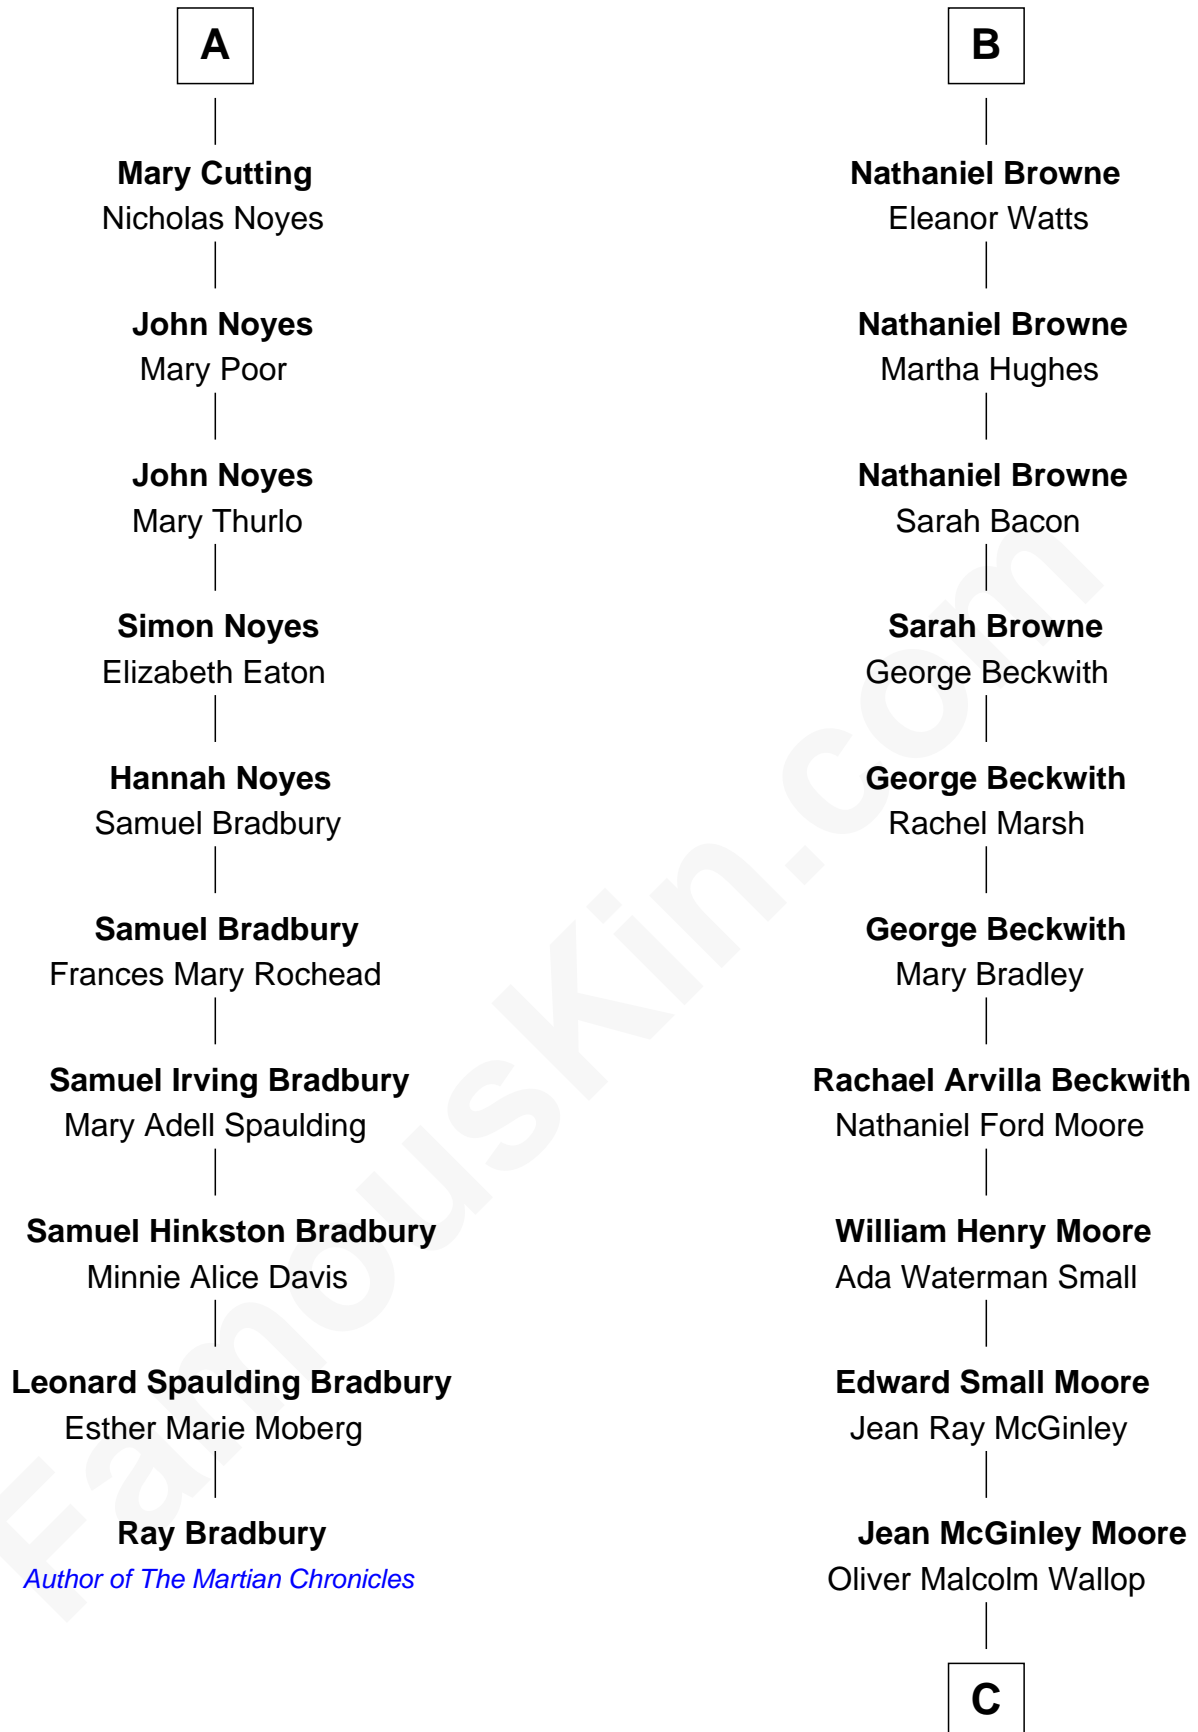 A
Mary Cutting
Nicholas Noyes
John Noyes
Mary Poor
John Noyes
Mary Thurlo
Simon Noyes
Elizabeth Eaton
Hannah Noyes
Samuel Bradbury
Samuel Bradbury
Frances Mary Rochead
Samuel Irving Bradbury
Mary Adell Spaulding
Samuel Hinkston Bradbury
Minnie Alice Davis
Leonard Spaulding Bradbury
Esther Marie Moberg
Ray Bradbury
Author of The Martian Chronicles
B
Nathaniel Browne
Eleanor Watts
Nathaniel Browne
Martha Hughes
Nathaniel Browne
Sarah Bacon
Sarah Browne
George Beckwith
George Beckwith
Rachel Marsh
George Beckwith
Mary Bradley
Rachael Arvilla Beckwith
Nathaniel Ford Moore
William Henry Moore
Ada Waterman Small
Edward Small Moore
Jean Ray McGinley
Jean McGinley Moore
Oliver Malcolm Wallop
C
FamousKin.com